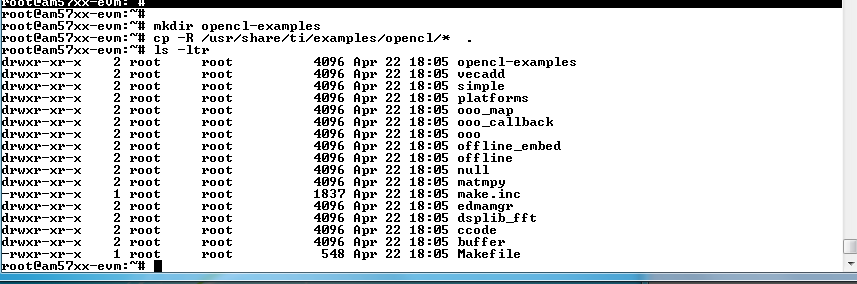 root@am57xx-evm:~#
root@am57xx-evm:~#
root@am57xx-evm:~# mkdir opencl-examples
root@am57xx-evm:~# cp -R /usr/share/ti/examples/opencl/*  .
root@am57xx-evm:~# ls -ltr
drwxr-xr-x    2 root     root          4096 Apr 22 18:05 opencl-examples
drwxr-xr-x    2 root     root          4096 Apr 22 18:05 vecadd
drwxr-xr-x    2 root     root          4096 Apr 22 18:05 simple
drwxr-xr-x    2 root     root          4096 Apr 22 18:05 platforms
drwxr-xr-x    2 root     root          4096 Apr 22 18:05 ooo_map
drwxr-xr-x    2 root     root          4096 Apr 22 18:05 ooo_callback
drwxr-xr-x    2 root     root          4096 Apr 22 18:05 ooo
drwxr-xr-x    2 root     root          4096 Apr 22 18:05 offline_embed
drwxr-xr-x    2 root     root          4096 Apr 22 18:05 offline
drwxr-xr-x    2 root     root          4096 Apr 22 18:05 null
drwxr-xr-x    2 root     root          4096 Apr 22 18:05 matmpy
-rwxr-xr-x    1 root     root          1837 Apr 22 18:05 make.inc
drwxr-xr-x    2 root     root          4096 Apr 22 18:05 edmamgr
drwxr-xr-x    2 root     root          4096 Apr 22 18:05 dsplib_fft
drwxr-xr-x    2 root     root          4096 Apr 22 18:05 ccode
drwxr-xr-x    2 root     root          4096 Apr 22 18:05 buffer
-rwxr-xr-x    1 root     root           548 Apr 22 18:05 Makefile
root@am57xx-evm:~#